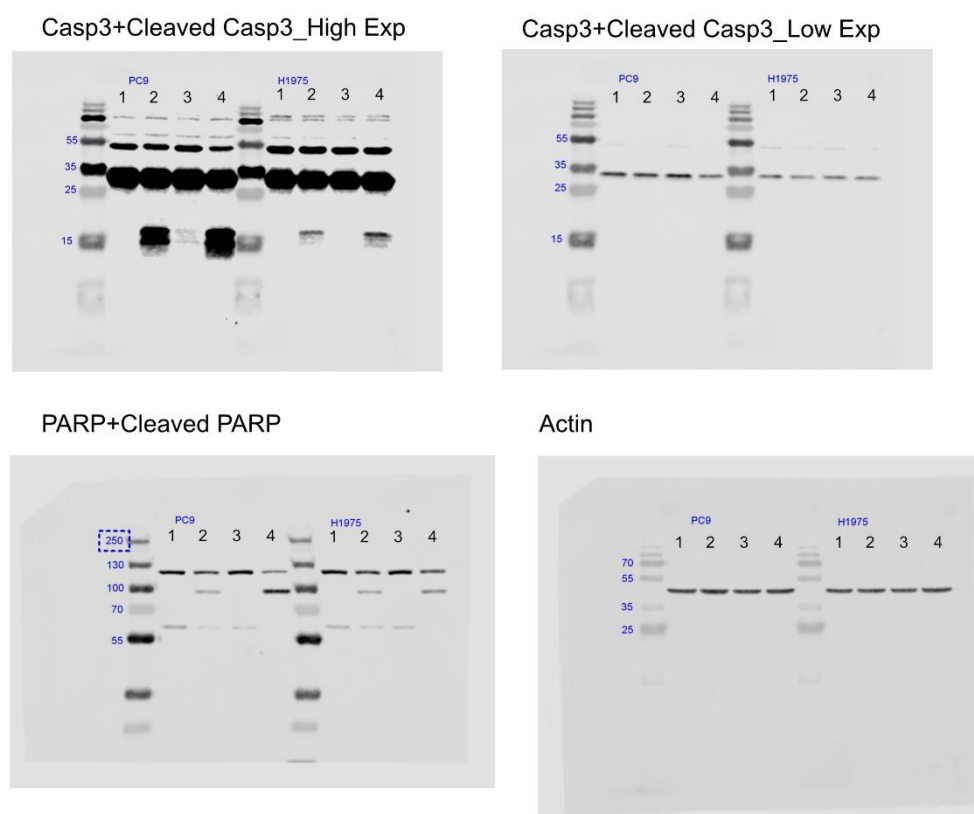 Casp3+Cleaved Casp3_High Exp
PC9
H1975
1 2 3 4
1 2 3 4
55
35
25
15
Casp3+Cleaved Casp3_Low Exp
PC9
H1975
1 2 3 4
1 2 3 4
55
35
25
15
PARP+Cleaved PARP
PC9
H1975
1 2 3 4
1 2 3 4
250
130
100
70
55
Actin
PC9
H1975
1 2 3 4
1 2 3 4
70
55
35
25